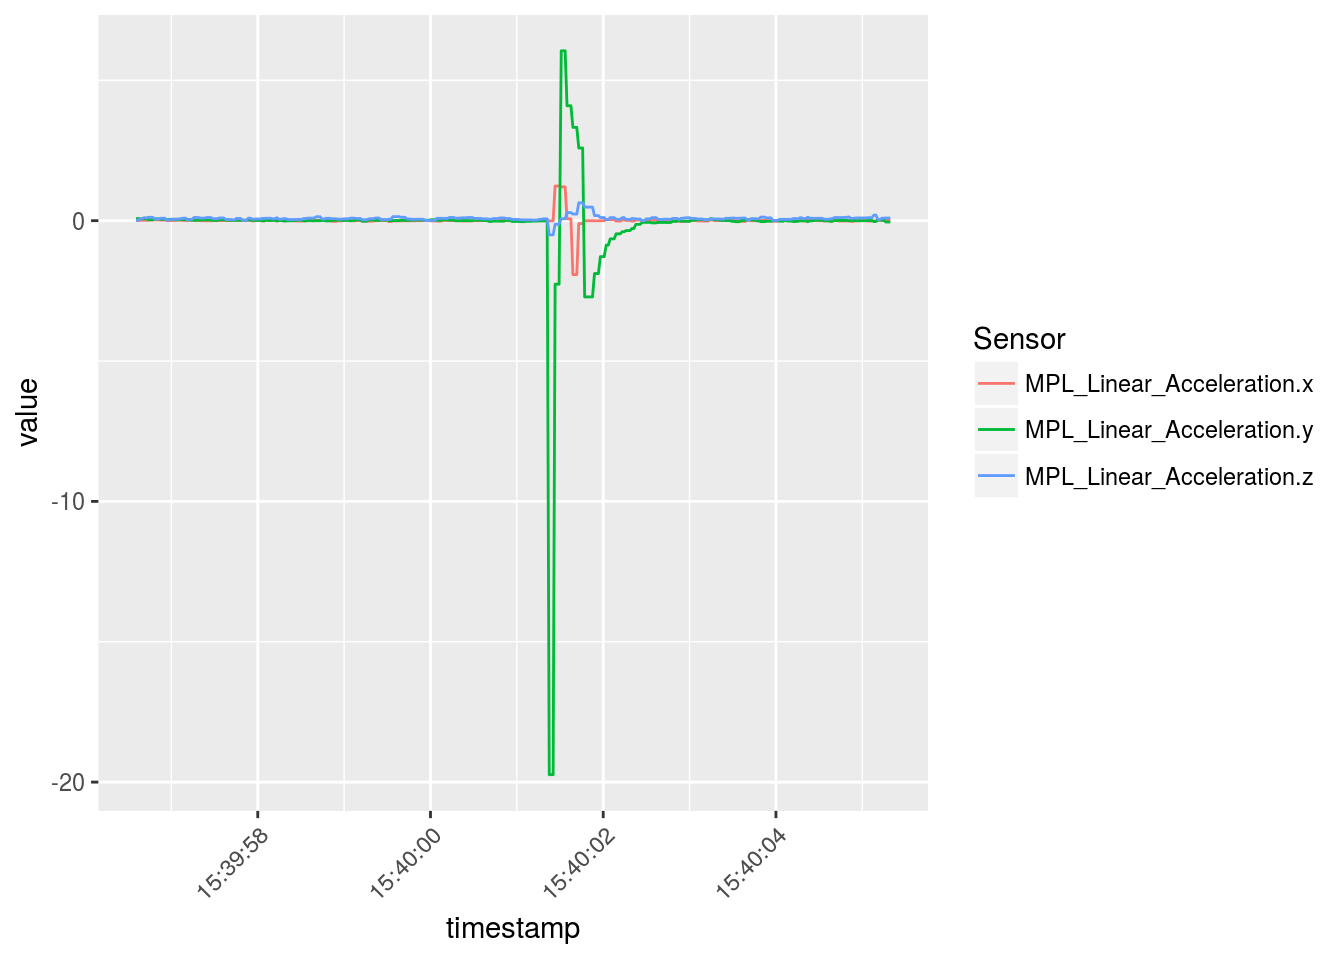 0
-10
-20
value
15:39:58
15:40:00
15:40:02
15:40:04
timestamp
Sensor
MPL_Linear_Acceleration.x
MPL_Linear_Acceleration.y
MPL_Linear_Acceleration.z